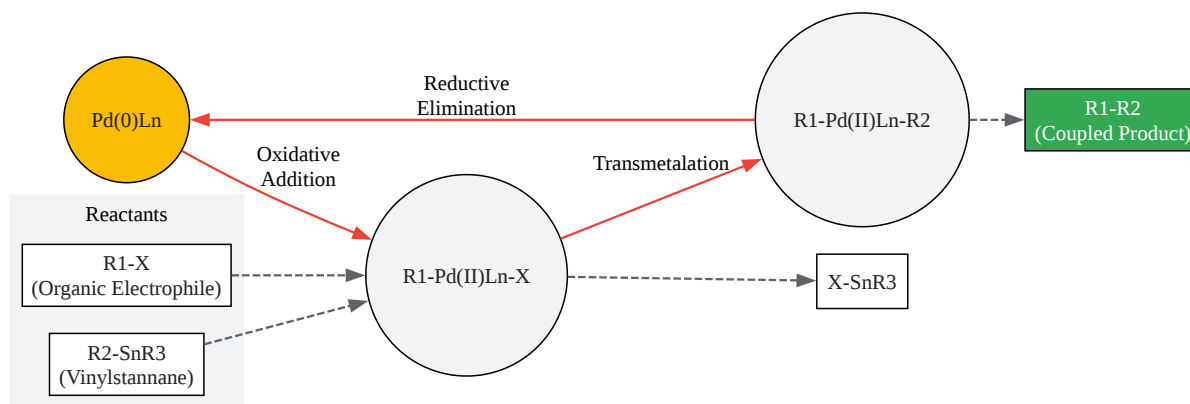 Reductive
Elimination
Pd(0)Ln
R1-Pd(II)Ln-R2
R1-R2
(Coupled Product)
Oxidative
Addition
Transmetalation
Reactants
R1-X
(Organic Electrophile)
R1-Pd(II)Ln-X
X-SnR3
R2-SnR3
(Vinylstannane)